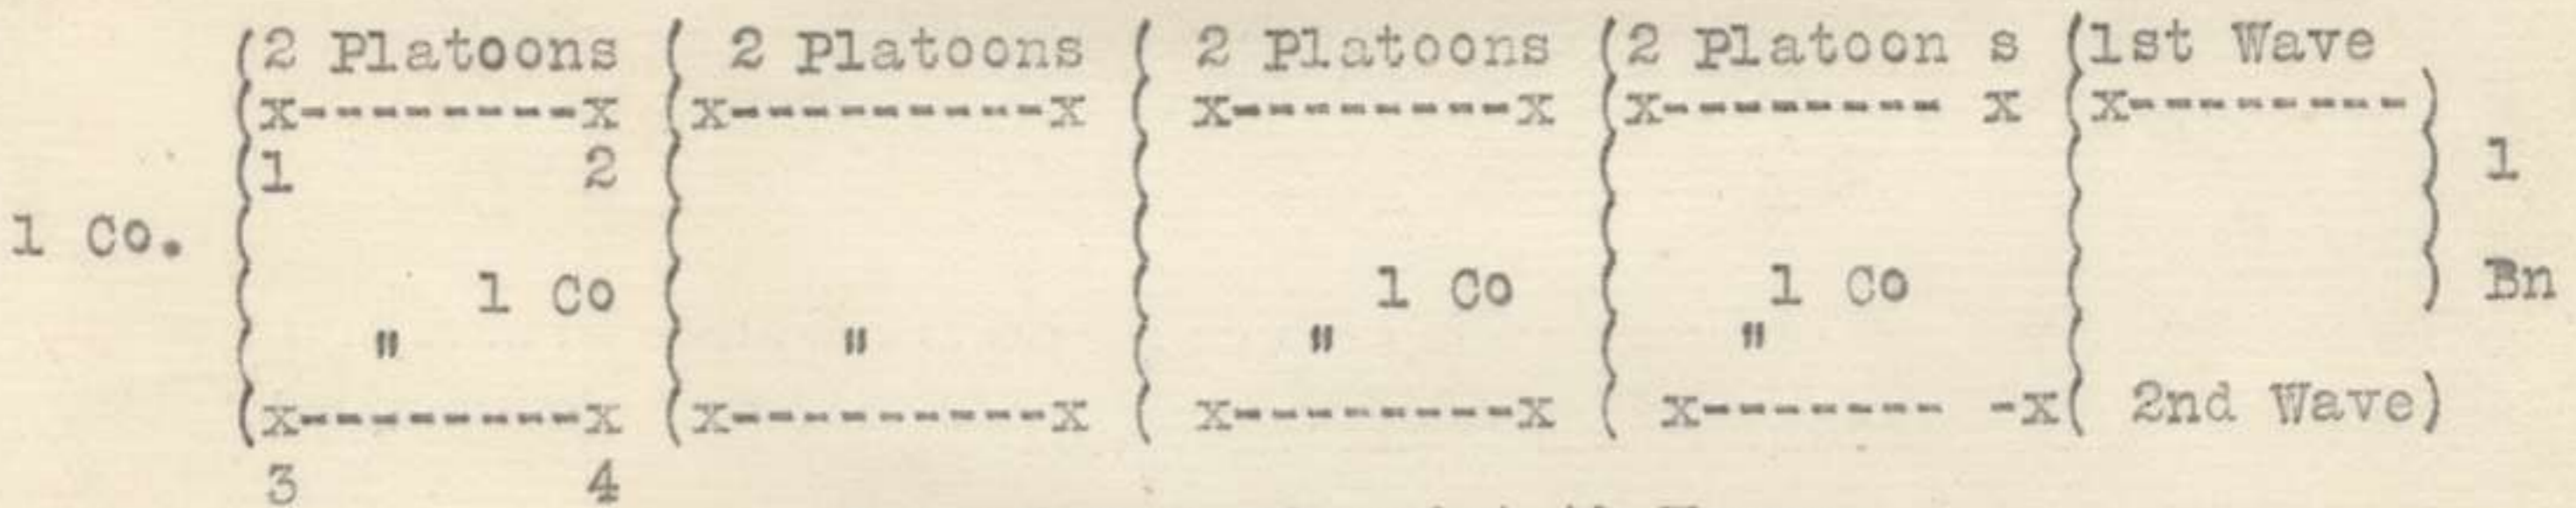 (2 Platoons ( 2 Platoons ( 2 Platoons (2 Platoon s (1st Wave
(x---------x (x----------x ( x---------x (x-------- x (x---------)
(1 2 ( ( ( ( ) 1
1 Co. ( ( ( ( ( )
( 1 Co ( ( 1 Co ( 1 Co ( ) Bn
( " ( " ( " ( " (
(x---------x (x----------x ( x---------x ( x-------- -x( 2nd Wave)
3 4